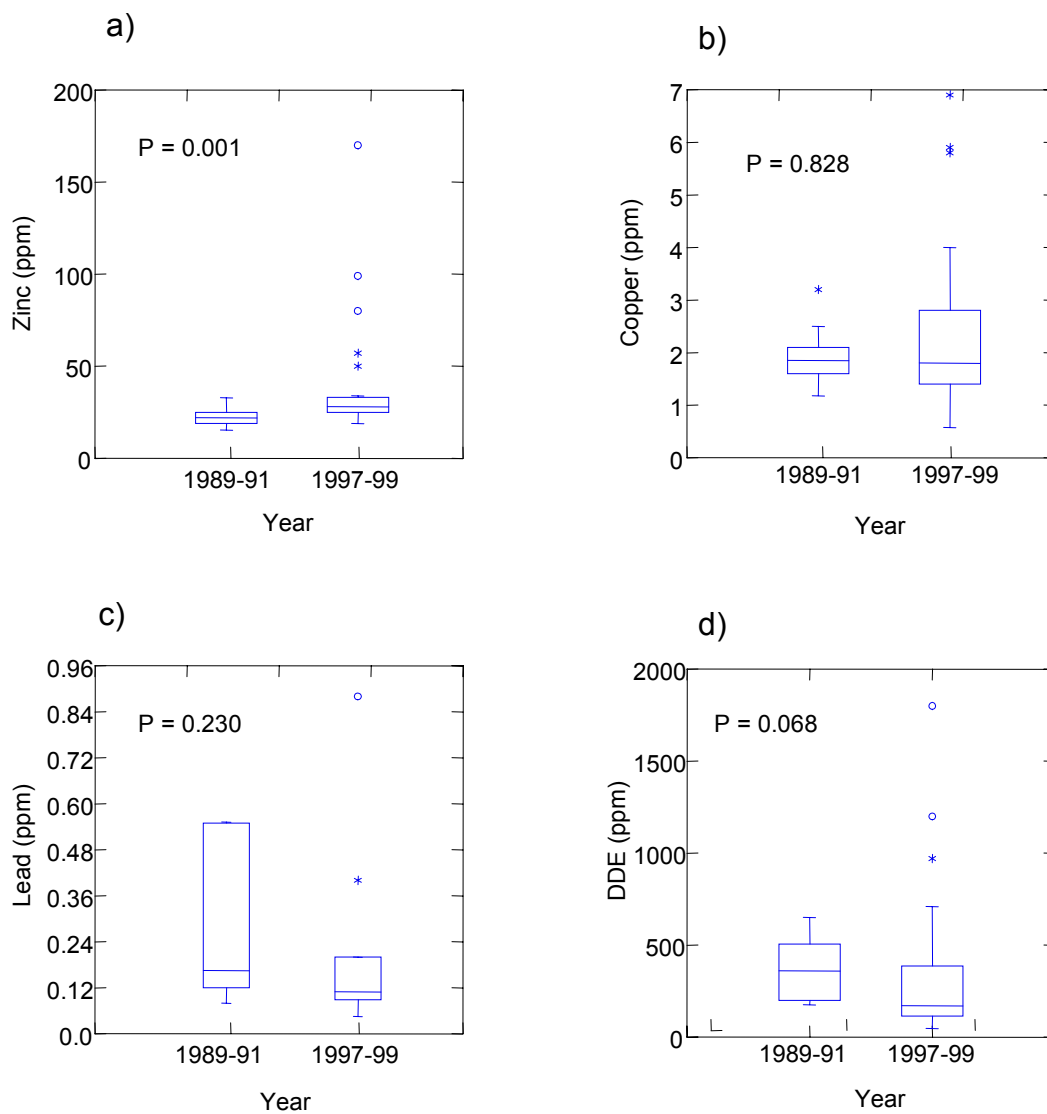 a)
200
150
100
50
0
Zinc (ppm)
P = 0.001
1989-91 1997-99
Year
b)
7
6
5
4
3
2
1
0
Copper (ppm)
P = 0.828
1989-91 1997-99
Year
c)
0.96
0.84
0.72
0.60
0.48
0.36
0.24
0.12
0.0
Lead (ppm)
P = 0.230
1989-91 1997-99
Year
d)
2000
1500
1000
500
0
DDE (ppm)
P = 0.068
1989-91 1997-99
Year